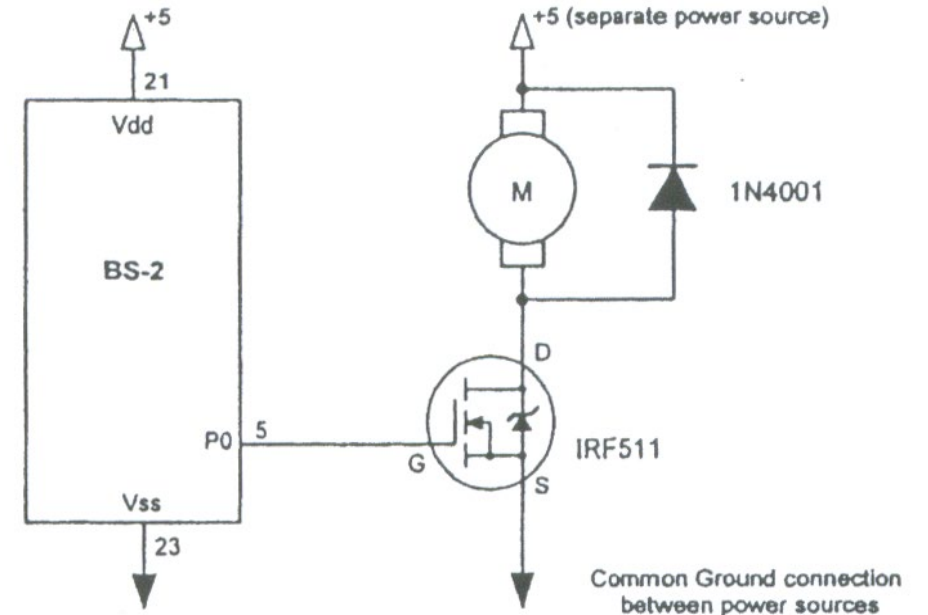 +5
+5 (separate power source)
21
Vdd
M
1N4001
BS-2
D
P0
5
G
IRF511
S
Vss
23
Common Ground connection
between power sources